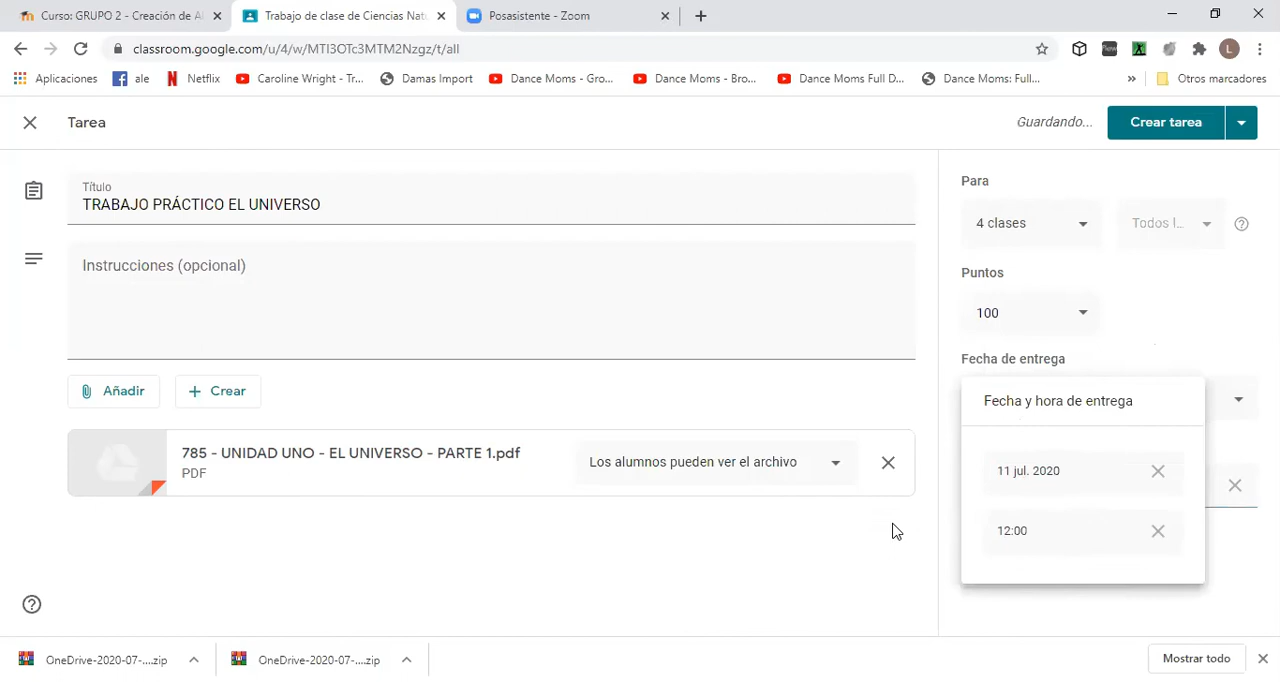 Curso: GRUPO 2 - Creación de A
Trabajo de clase de Ciencias Natu
Posasistente - Zoom
classroom.google.com/u/4/w/MTI3OTc3MTM2Nzgz/t/all
L
Aplicaciones
ale
Netflix
Caroline Wright - Tr...
Damas Import
Dance Moms - Gro...
Dance Moms - Bro...
Dance Moms Full D...
Dance Moms: Full...
»
Otros marcadores
Tarea
Guardando...
Crear tarea
Título
TRABAJO PRÁCTICO EL UNIVERSO
Instrucciones (opcional)
Añadir
Crear
785 - UNIDAD UNO - EL UNIVERSO - PARTE 1.pdf
PDF
Los alumnos pueden ver el archivo
Para
4 clases
Todos l...
Puntos
100
Fecha de entrega
Fecha y hora de entrega
11 jul. 2020
12:00
OneDrive-2020-07-....zip
OneDrive-2020-07-....zip
Mostrar todo